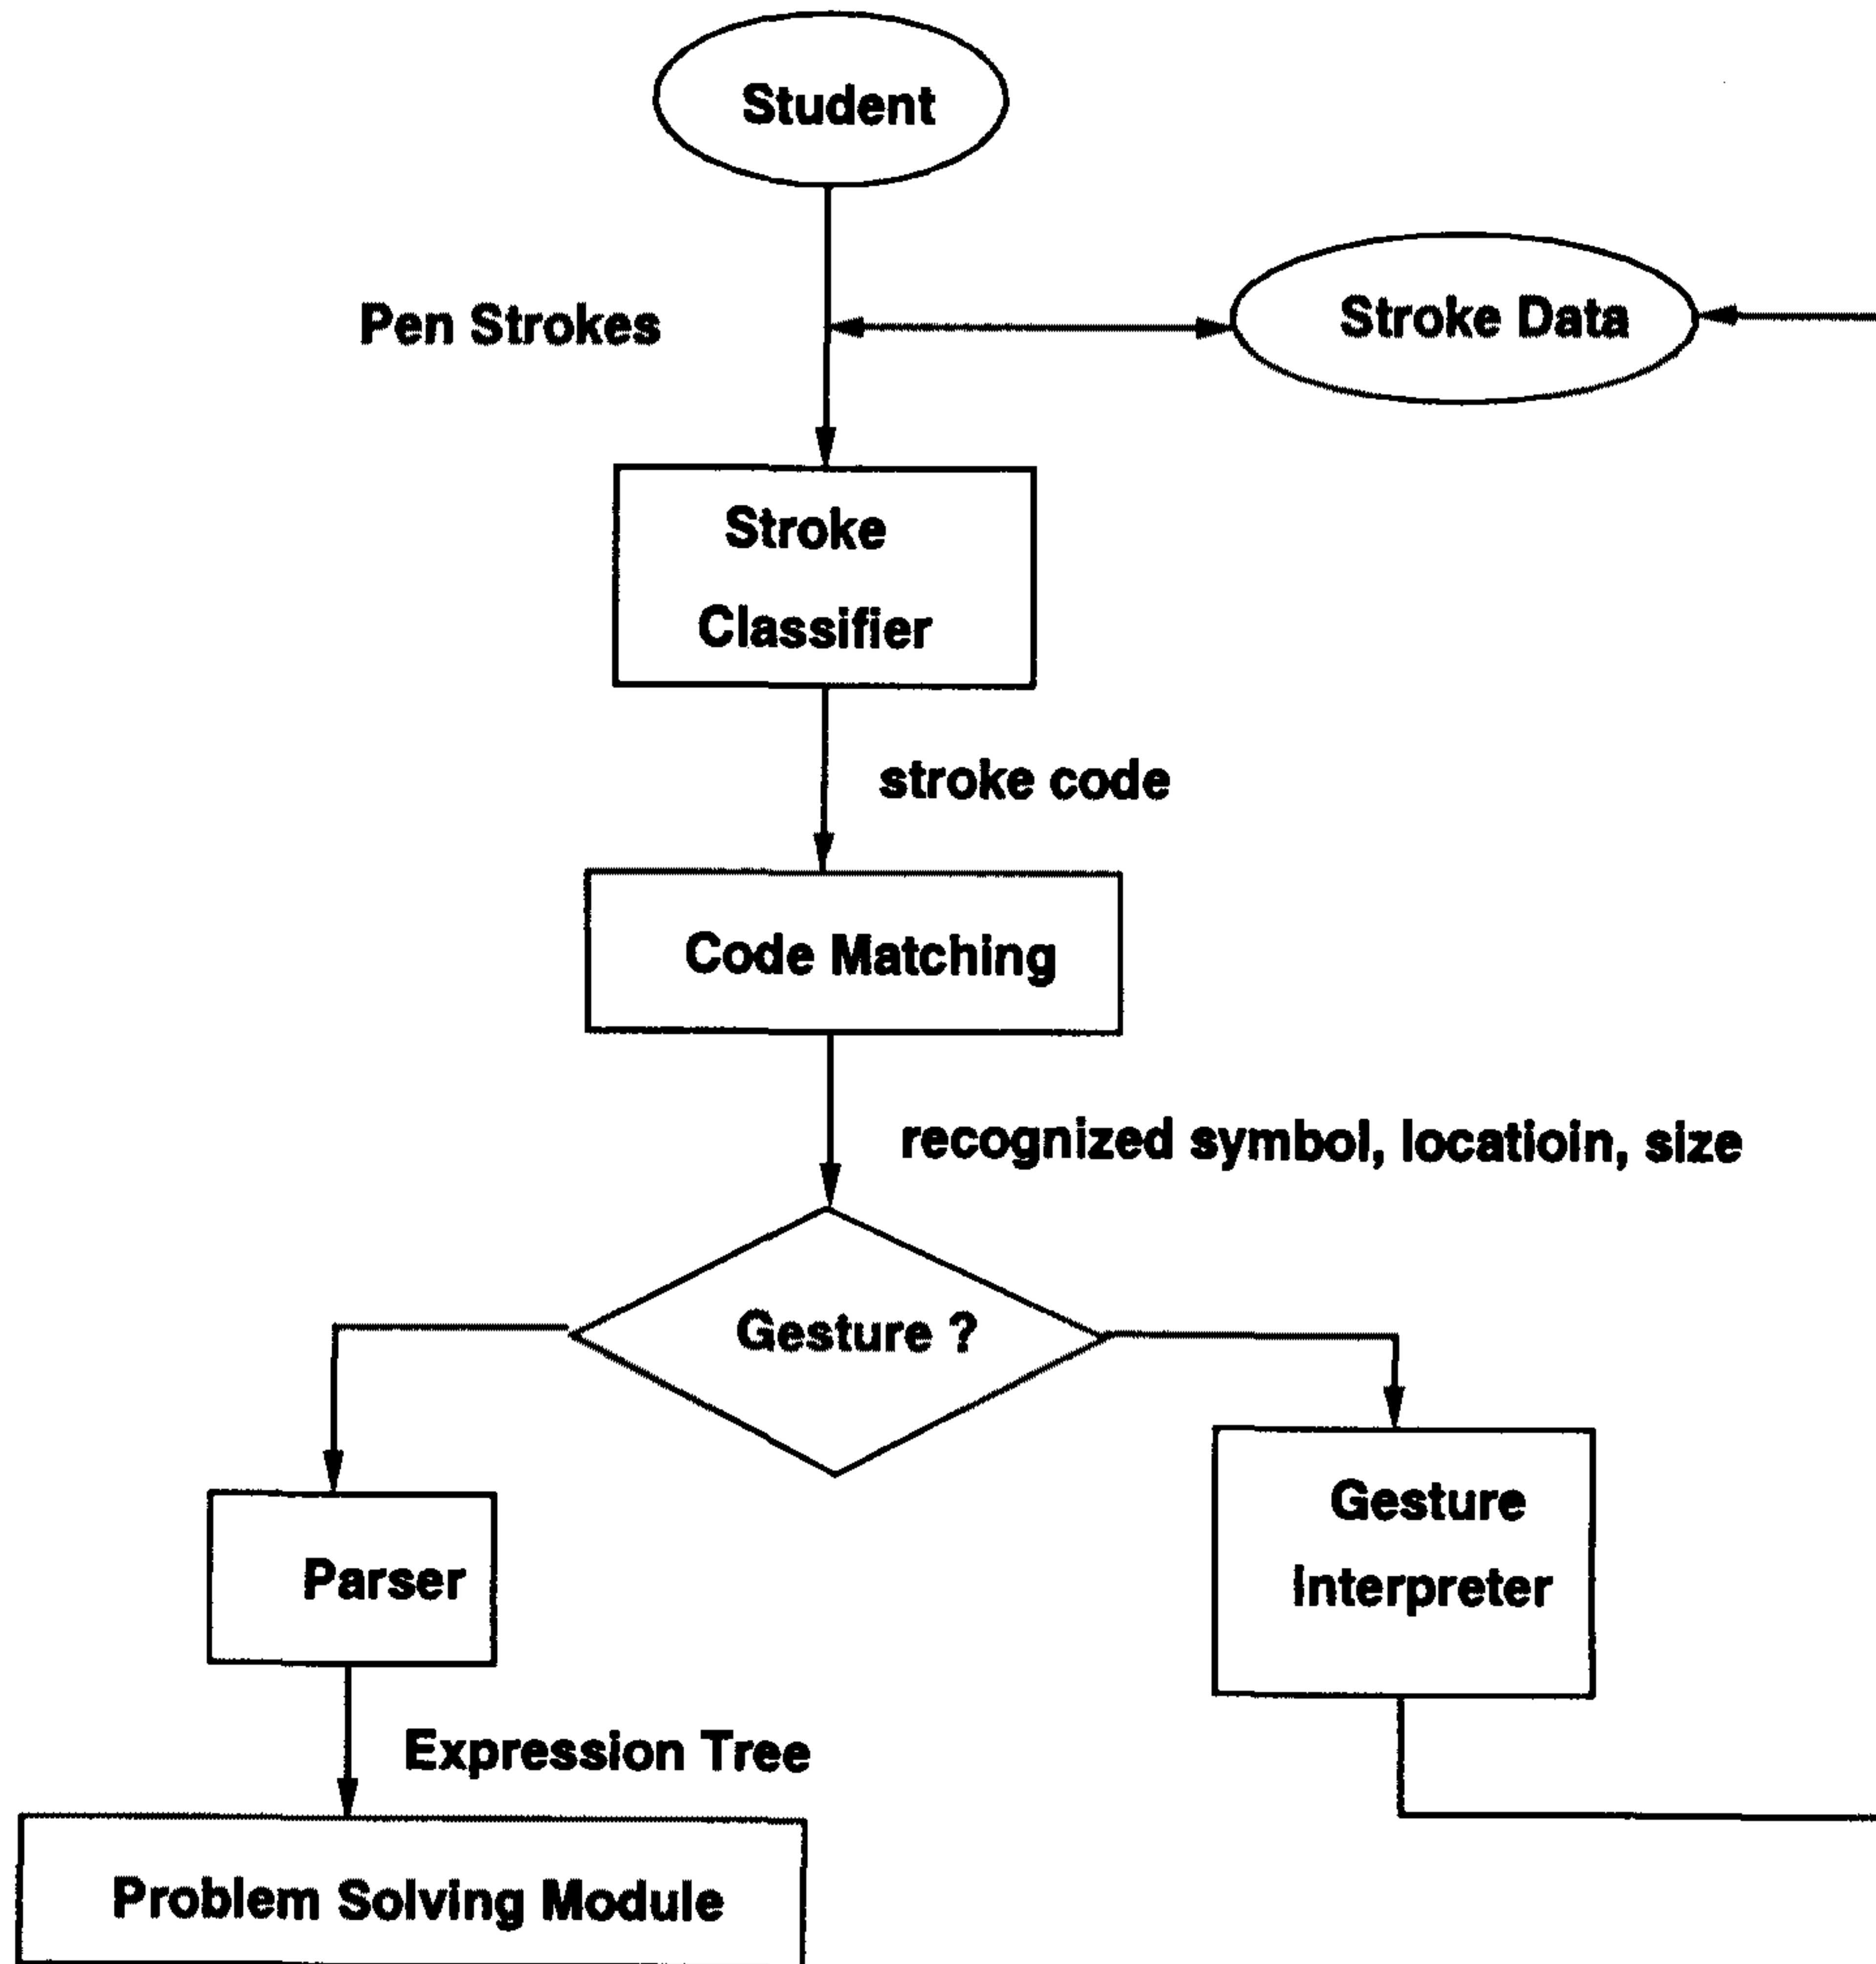 Student
Pen Strokes
Stroke Data
Stroke
Classifier
stroke code
Code Matching
recognized symbol, locatioin, size
Gesture ?
Gesture
Interpreter
Parser
Expression Tree
Problem Solving Module